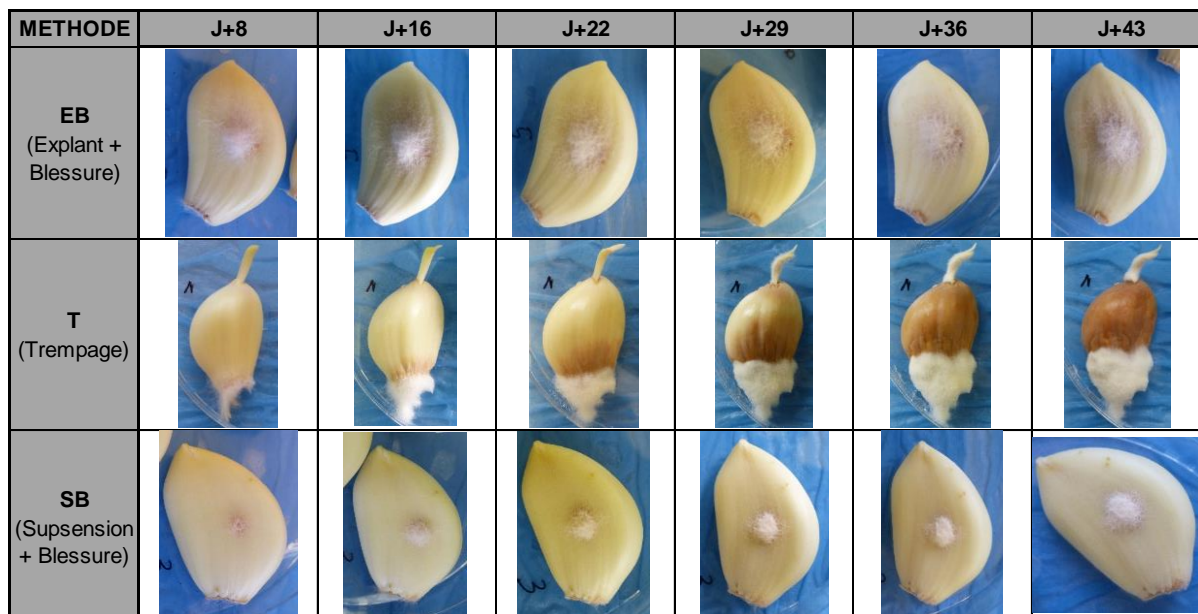 METHODE J+8 J+16 J+22 J+29 J+36 J+43
EB
(Explant +
Blessure)
T
(Trempage)
SB
(Supsension
+ Blessure)